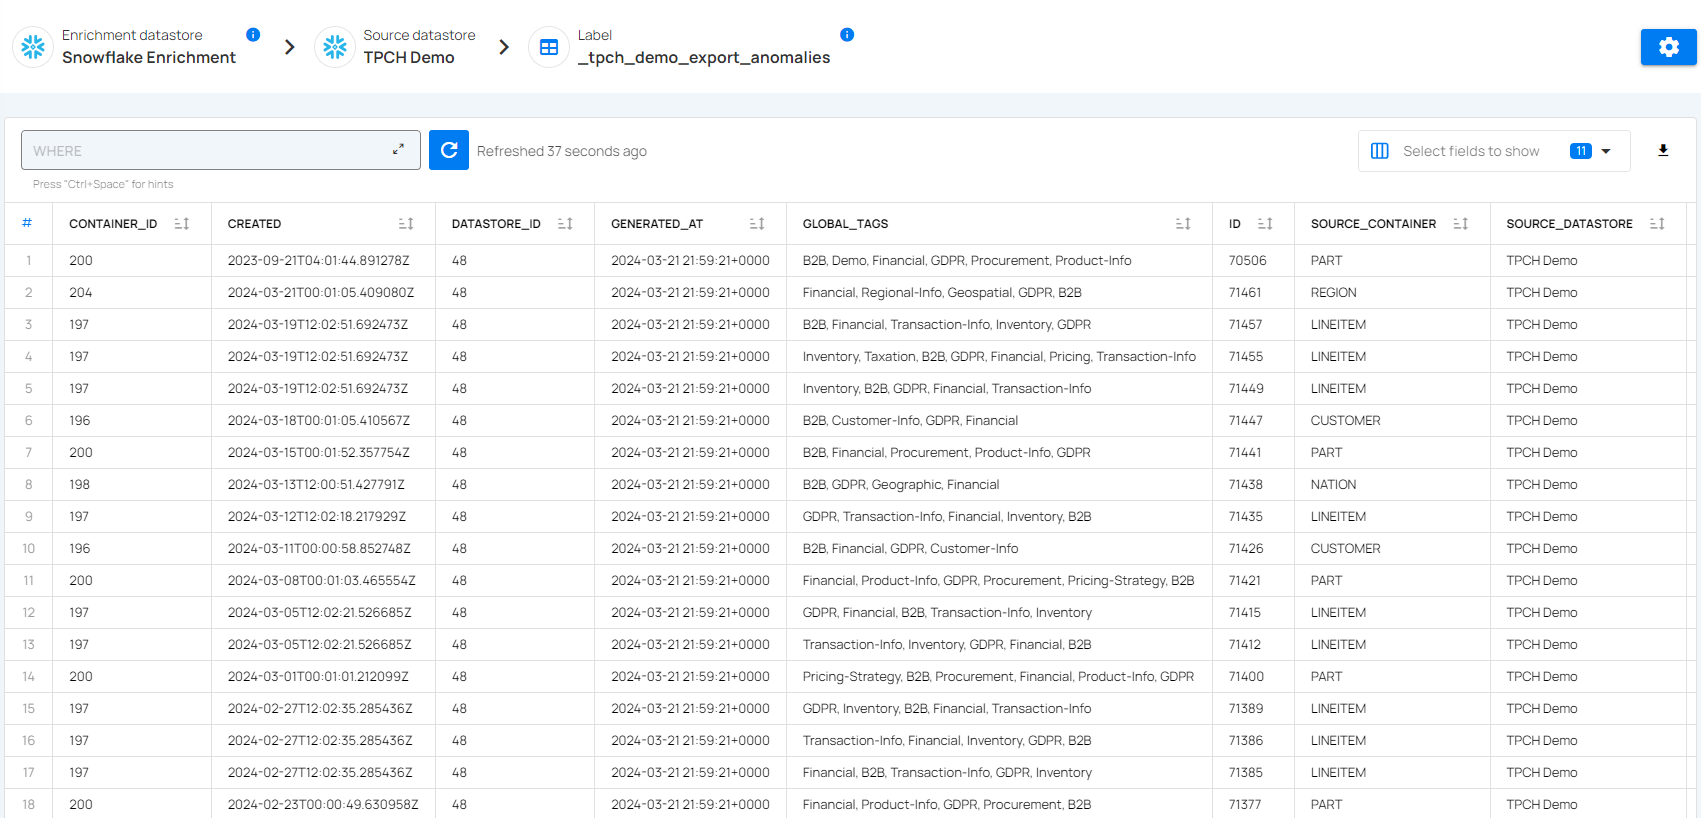 Enrichment datastore
Snowflake Enrichment
Source datastore
TPCH Demo
Label
_tpch_demo_export_anomalies
WHERE
Refreshed 37 seconds ago
Select fields to show 11
Press "Ctrl+Space" for hints
# CONTAINER_ID CREATED DATASTORE_ID GENERATED_AT GLOBAL_TAGS ID SOURCE_CONTAINER SOURCE_DATASTORE
1 200 2023-09-21T04:01:44.891278Z 48 2024-03-21 21:59:21+0000 B2B, Demo, Financial, GDPR, Procurement, Product-Info 70506 PART TPCH Demo
2 204 2024-03-21T00:01:05.409080Z 48 2024-03-21 21:59:21+0000 Financial, Regional-Info, Geospatial, GDPR, B2B 71461 REGION TPCH Demo
3 197 2024-03-19T12:02:51.692473Z 48 2024-03-21 21:59:21+0000 B2B, Financial, Transaction-Info, Inventory, GDPR 71457 LINEITEM TPCH Demo
4 197 2024-03-19T12:02:51.692473Z 48 2024-03-21 21:59:21+0000 Inventory, Taxation, B2B, GDPR, Financial, Pricing, Transaction-Info 71455 LINEITEM TPCH Demo
5 197 2024-03-19T12:02:51.692473Z 48 2024-03-21 21:59:21+0000 Inventory, B2B, GDPR, Financial, Transaction-Info 71449 LINEITEM TPCH Demo
6 196 2024-03-18T00:01:05.410567Z 48 2024-03-21 21:59:21+0000 B2B, Customer-Info, GDPR, Financial 71447 CUSTOMER TPCH Demo
7 200 2024-03-15T00:01:52.357754Z 48 2024-03-21 21:59:21+0000 B2B, Financial, Procurement, Product-Info, GDPR 71441 PART TPCH Demo
8 198 2024-03-13T12:00:51.427791Z 48 2024-03-21 21:59:21+0000 B2B, GDPR, Geographic, Financial 71438 NATION TPCH Demo
9 197 2024-03-12T12:02:18.217929Z 48 2024-03-21 21:59:21+0000 GDPR, Transaction-Info, Financial, Inventory, B2B 71435 LINEITEM TPCH Demo
10 196 2024-03-11T00:00:58.852748Z 48 2024-03-21 21:59:21+0000 B2B, Financial, GDPR, Customer-Info 71426 CUSTOMER TPCH Demo
11 200 2024-03-08T00:01:03.465554Z 48 2024-03-21 21:59:21+0000 Financial, Product-Info, GDPR, Procurement, Pricing-Strategy, B2B 71421 PART TPCH Demo
12 197 2024-03-05T12:02:21.526685Z 48 2024-03-21 21:59:21+0000 GDPR, Financial, B2B, Transaction-Info, Inventory 71415 LINEITEM TPCH Demo
13 197 2024-03-05T12:02:21.526685Z 48 2024-03-21 21:59:21+0000 Transaction-Info, Inventory, GDPR, Financial, B2B 71412 LINEITEM TPCH Demo
14 200 2024-03-01T00:01:01.212099Z 48 2024-03-21 21:59:21+0000 Pricing-Strategy, B2B, Procurement, Financial, Product-Info, GDPR 71400 PART TPCH Demo
15 197 2024-02-27T12:02:35.285436Z 48 2024-03-21 21:59:21+0000 GDPR, Inventory, B2B, Financial, Transaction-Info 71389 LINEITEM TPCH Demo
16 197 2024-02-27T12:02:35.285436Z 48 2024-03-21 21:59:21+0000 Transaction-Info, Financial, Inventory, GDPR, B2B 71386 LINEITEM TPCH Demo
17 197 2024-02-27T12:02:35.285436Z 48 2024-03-21 21:59:21+0000 Financial, B2B, Transaction-Info, GDPR, Inventory 71385 LINEITEM TPCH Demo
18 200 2024-02-23T00:00:49.630958Z 48 2024-03-21 21:59:21+0000 Financial, Product-Info, GDPR, Procurement, B2B 71377 PART TPCH Demo